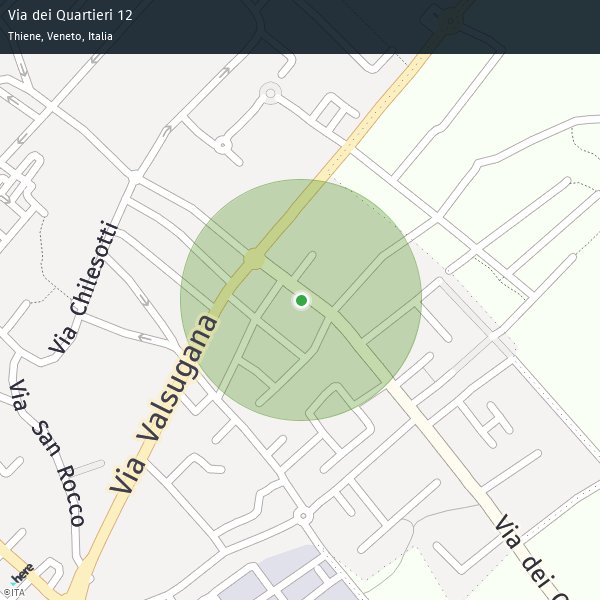 Via dei Quartieri 12
Thiene, Veneto, Italia
Via Chilesotti
Via Valsugana
Via San Rocco
Via dei
here
©ITA